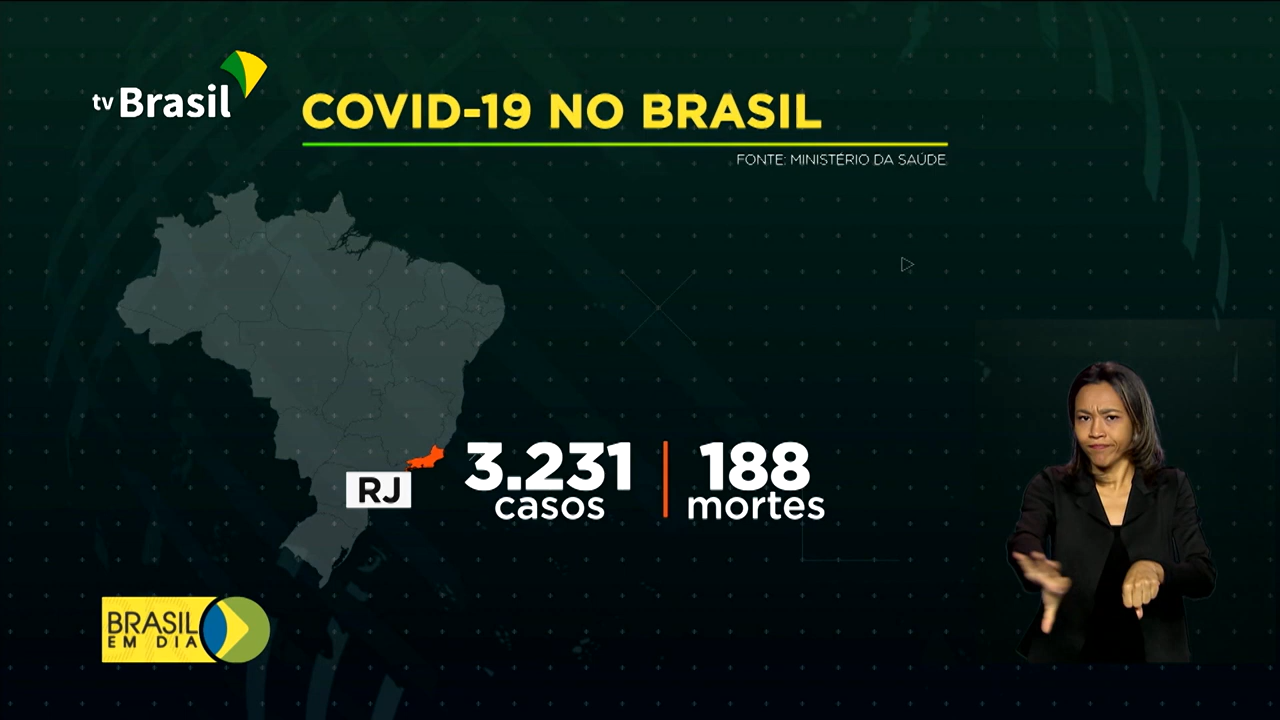 tv Brasil
COVID-19 NO BRASIL
FONTE: MINISTÉRIO DA SAÚDE
RJ
3.231
casos
188
mortes
BRASIL
EM DIA